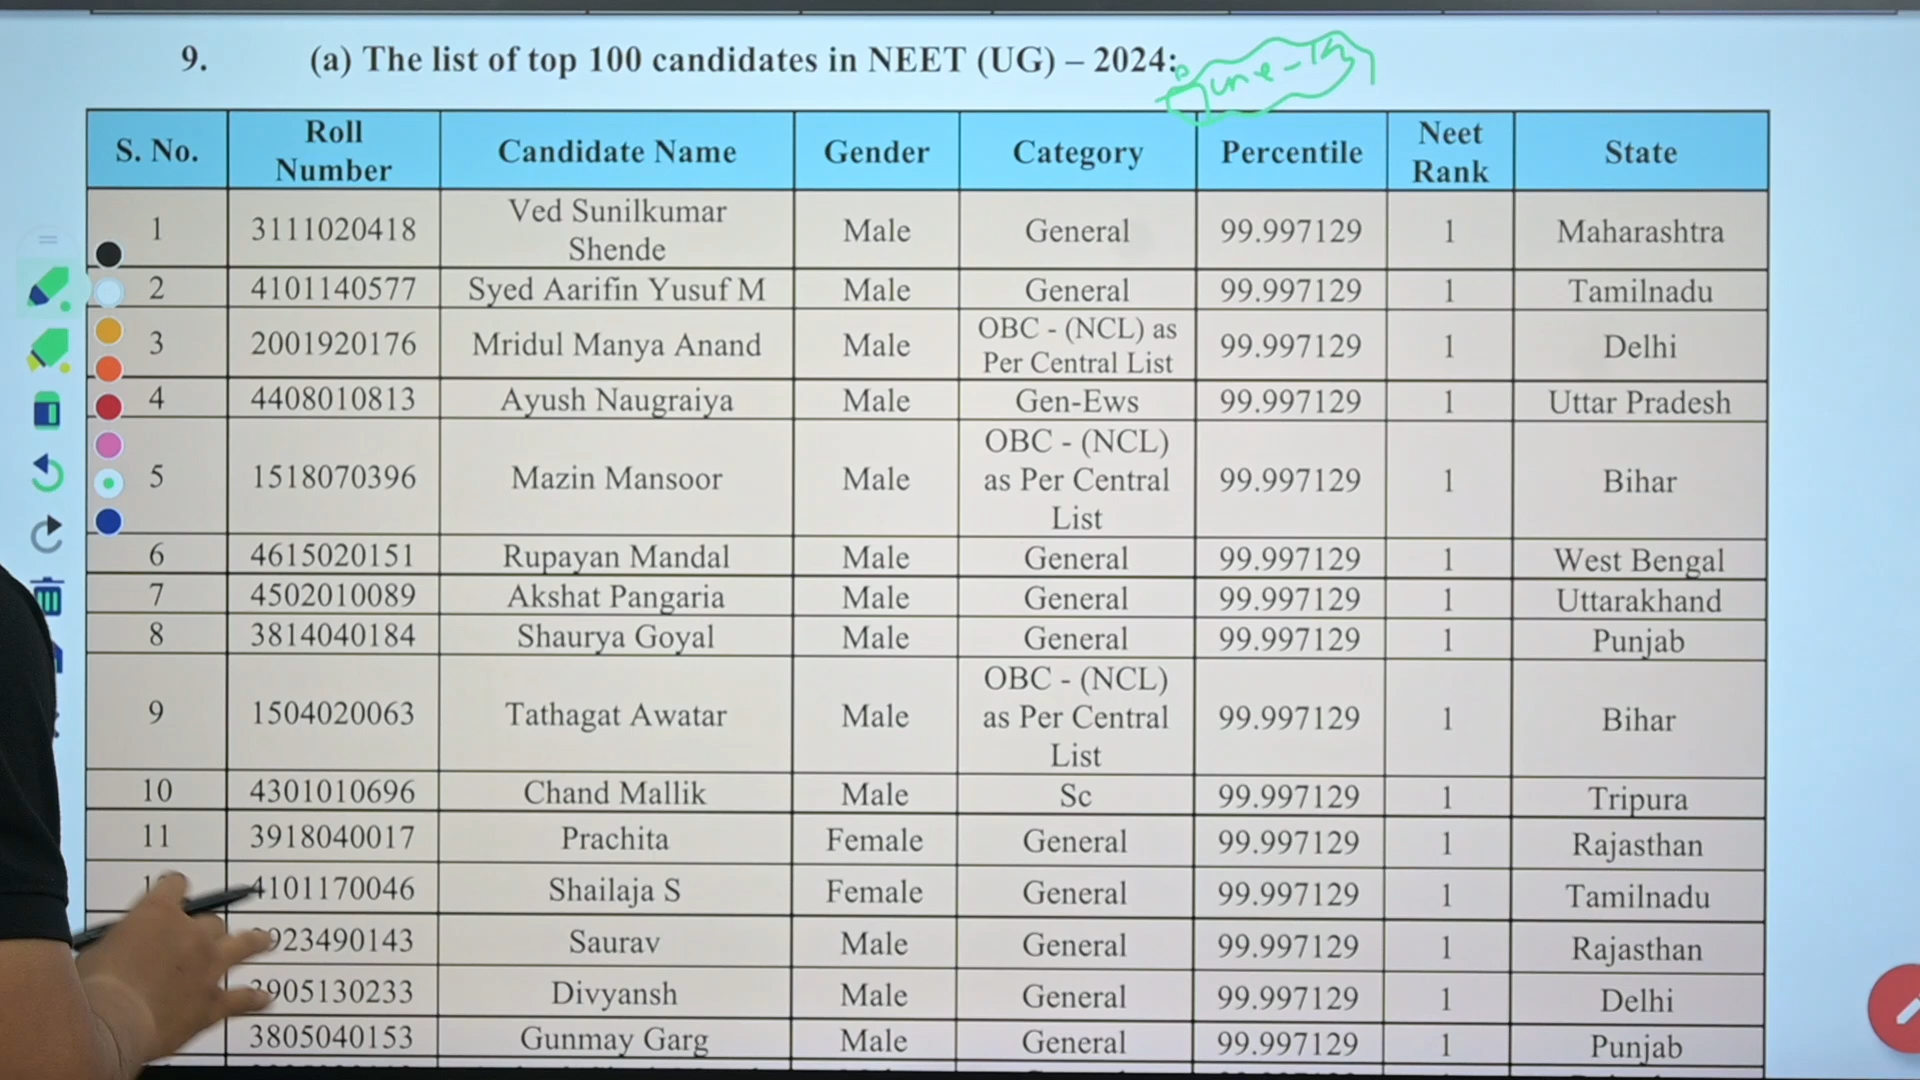 9. (a) The list of top 100 candidates in NEET (UG) – 2024:
June-
S. No. Roll Number Candidate Name Gender Category Percentile Neet Rank State
1 3111020418 Ved Sunilkumar Shende Male General 99.997129 1 Maharashtra
2 4101140577 Syed Aarifin Yusuf M Male General 99.997129 1 Tamilnadu
3 2001920176 Mridul Manya Anand Male OBC - (NCL) as Per Central List 99.997129 1 Delhi
4 4408010813 Ayush Naugraiya Male Gen-Ews 99.997129 1 Uttar Pradesh
5 1518070396 Mazin Mansoor Male OBC - (NCL) as Per Central List 99.997129 1 Bihar
6 4615020151 Rupayan Mandal Male General 99.997129 1 West Bengal
7 4502010089 Akshat Pangaria Male General 99.997129 1 Uttarakhand
8 3814040184 Shaurya Goyal Male General 99.997129 1 Punjab
9 1504020063 Tathagat Awatar Male OBC - (NCL) as Per Central List 99.997129 1 Bihar
10 4301010696 Chand Mallik Male Sc 99.997129 1 Tripura
11 3918040017 Prachita Female General 99.997129 1 Rajasthan
4101170046 Shailaja S Female General 99.997129 1 Tamilnadu
Saurav Male General 99.997129 1 Rajasthan
Divyansh Male General 99.997129 1 Delhi
3805040153 Gunmay Garg Male General 99.997129 1 Punjab